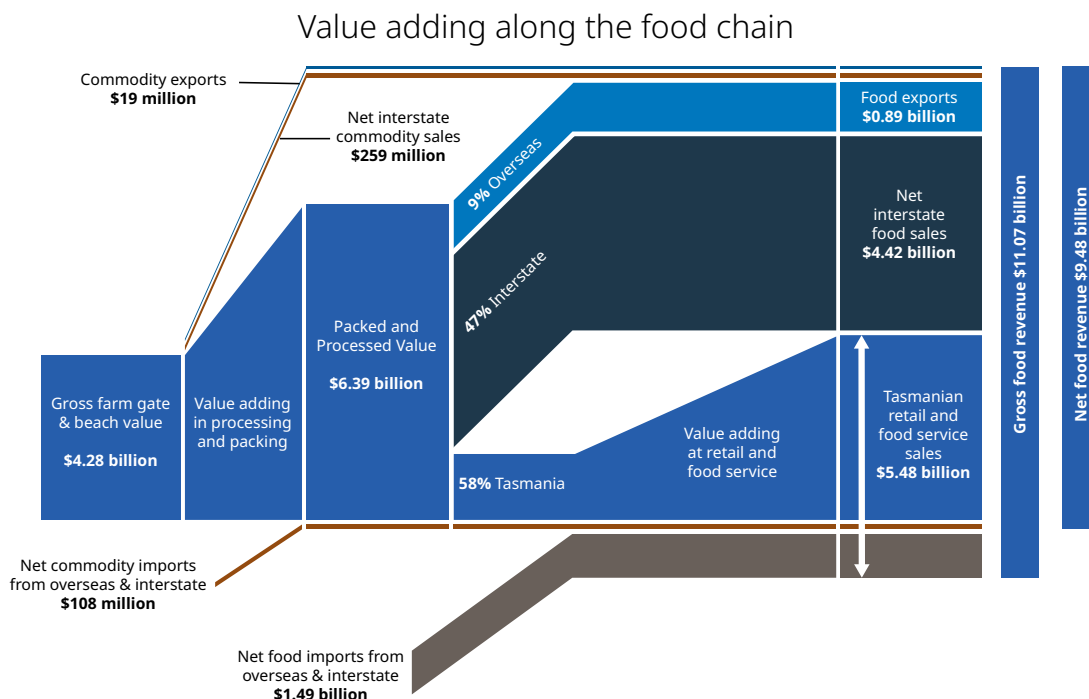 Value adding along the food chain
Commodity exports
$19 million
Net interstate
commodity sales
$259 million
Gross farm gate
& beach value
$4.28 billion
Value adding
in processing
and packing
Packed and
Processed Value
$6.39 billion
9% Overseas
47% Interstate
58% Tasmania
Value adding
at retail and
food service
Food exports
$0.89 billion
Net
interstate
food sales
$4.42 billion
Tasmanian
retail and
food service
sales
$5.48 billion
Gross food revenue $11.07 billion
Net food revenue $9.48 billion
Net commodity imports
from overseas & interstate
$108 million
Net food imports from
overseas & interstate
$1.49 billion